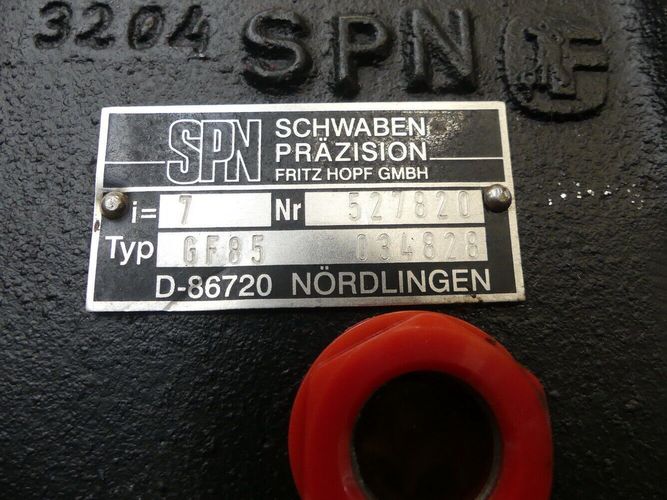 3204 SPN
SPN SCHWABEN
PRÄZISION
FRITZ HOPF GMBH
i= 7 Nr 527820
Typ GF85 034828
D-86720 NÖRDLINGEN